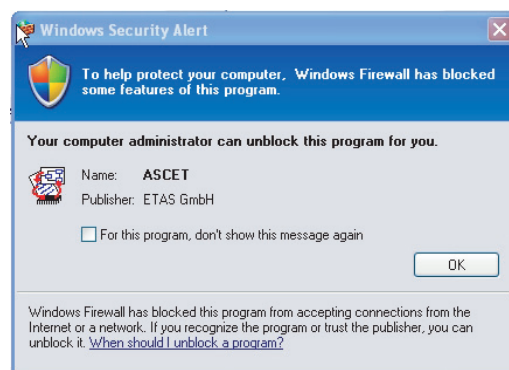 Windows Security Alert
To help protect your computer, Windows Firewall has blocked
some features of this program.
Your computer administrator can unblock this program for you.
Name: ASCET
Publisher: ETAS GmbH
For this program, don't show this message again
OK
Windows Firewall has blocked this program from accepting connections from the
Internet or a network. If you recognize the program or trust the publisher, you can
unblock it. When should I unblock a program?